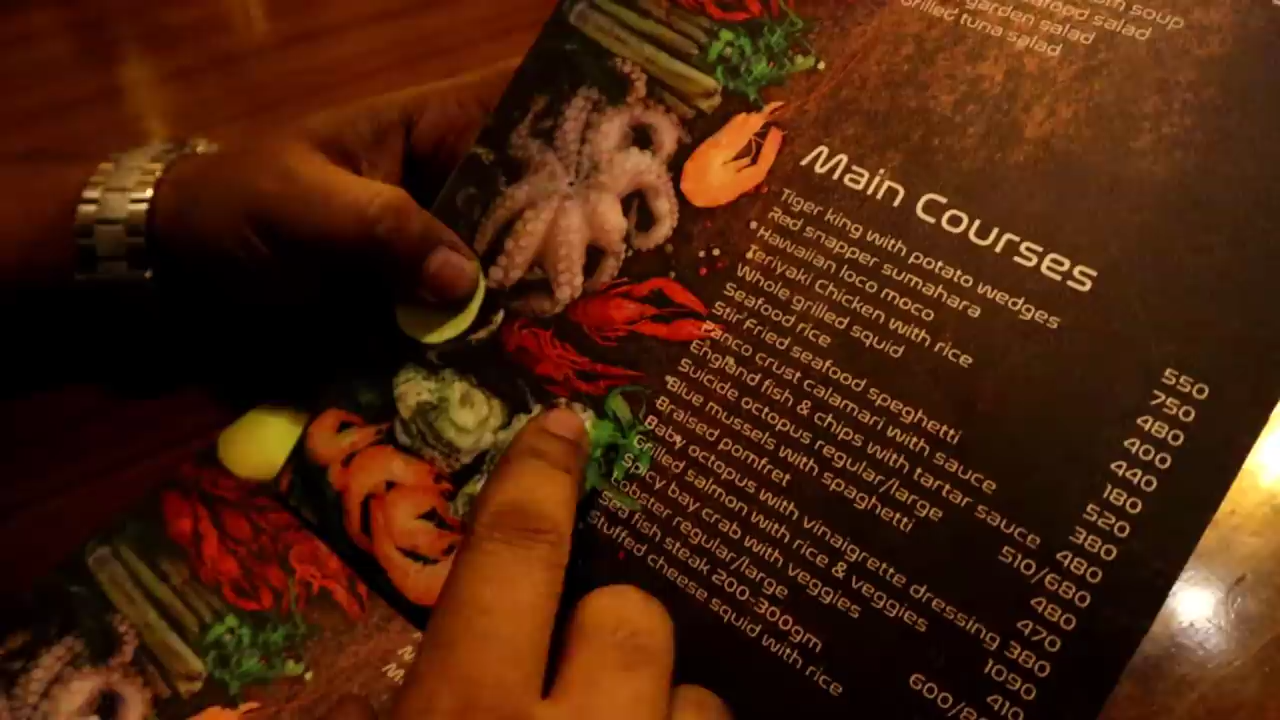 soup
salad
garden salad
Grilled tuna salad
Main Courses
Tiger king with potato wedges 550
Red snapper sumahara 750
Hawaiian loco moco 480
Teriyaki Chicken with rice 400
Whole grilled squid 440
Seafood rice 180
Stir Fried seafood speghetti 520
Panco crust calamari with sauce 380
England fish & chips with tartar sauce 480
Suicide octopus regular/large 510/680
Blue mussels with spaghetti 480
Braised pomfret 470
Baby octopus with vinaigrette dressing 380
Grilled salmon with rice & veggies 1090
Spicy bay crab with veggies 410
Lobster regular/large
Sea fish steak 200-300gm
Stuffed cheese squid with rice